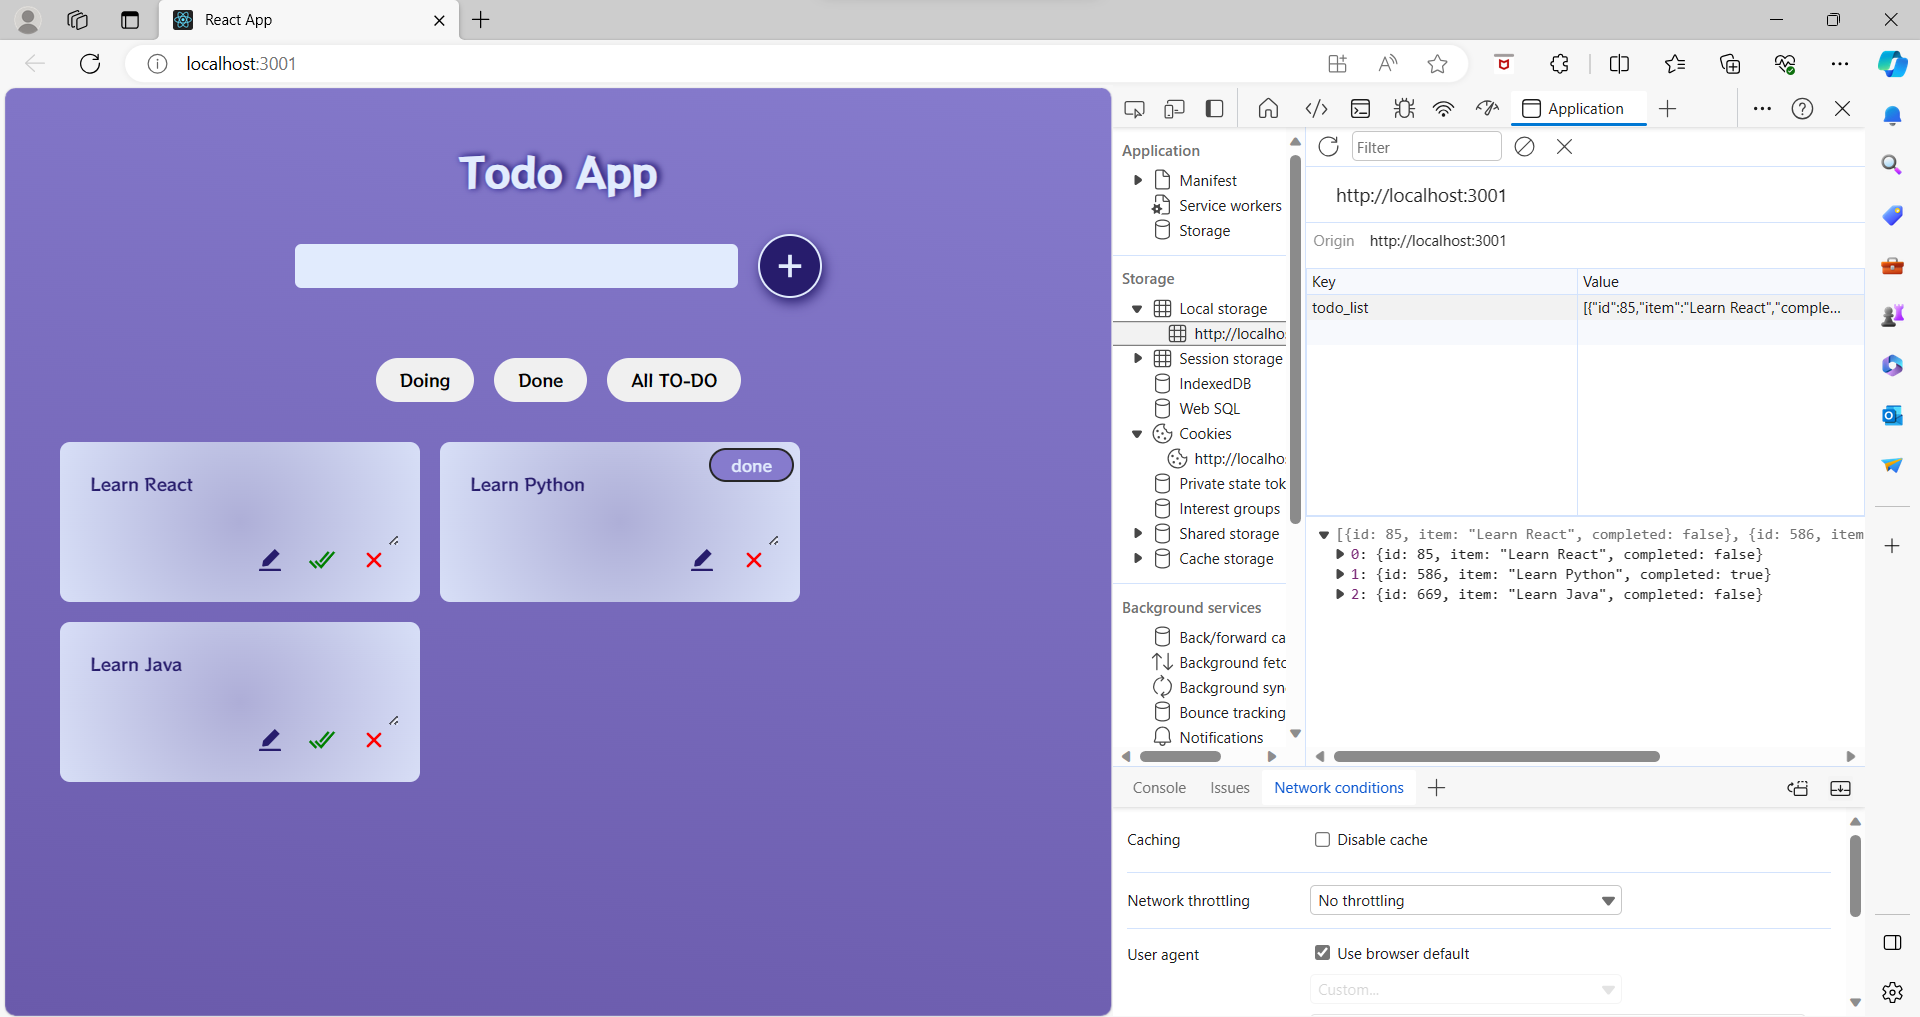 React App
localhost:3001
Todo App
Doing
Done
All TO-DO
Learn React
Learn Python
done
Learn Java
Application
Application
Manifest
Service workers
Storage
Storage
Local storage
http://localho
Session storage
IndexedDB
Web SQL
Cookies
http://localho
Private state tok
Interest groups
Shared storage
Cache storage
Background services
Back/forward ca
Background fetc
Background syn
Bounce tracking
Notifications
Filter
http://localhost:3001
Origin http://localhost:3001
Key Value
todo_list [{"id":85,"item":"Learn React","comple...
[{id: 85, item: "Learn React", completed: false}, {id: 586, item
0: {id: 85, item: "Learn React", completed: false}
1: {id: 586, item: "Learn Python", completed: true}
2: {id: 669, item: "Learn Java", completed: false}
Console Issues Network conditions
Caching Disable cache
Network throttling No throttling
User agent Use browser default
Custom...